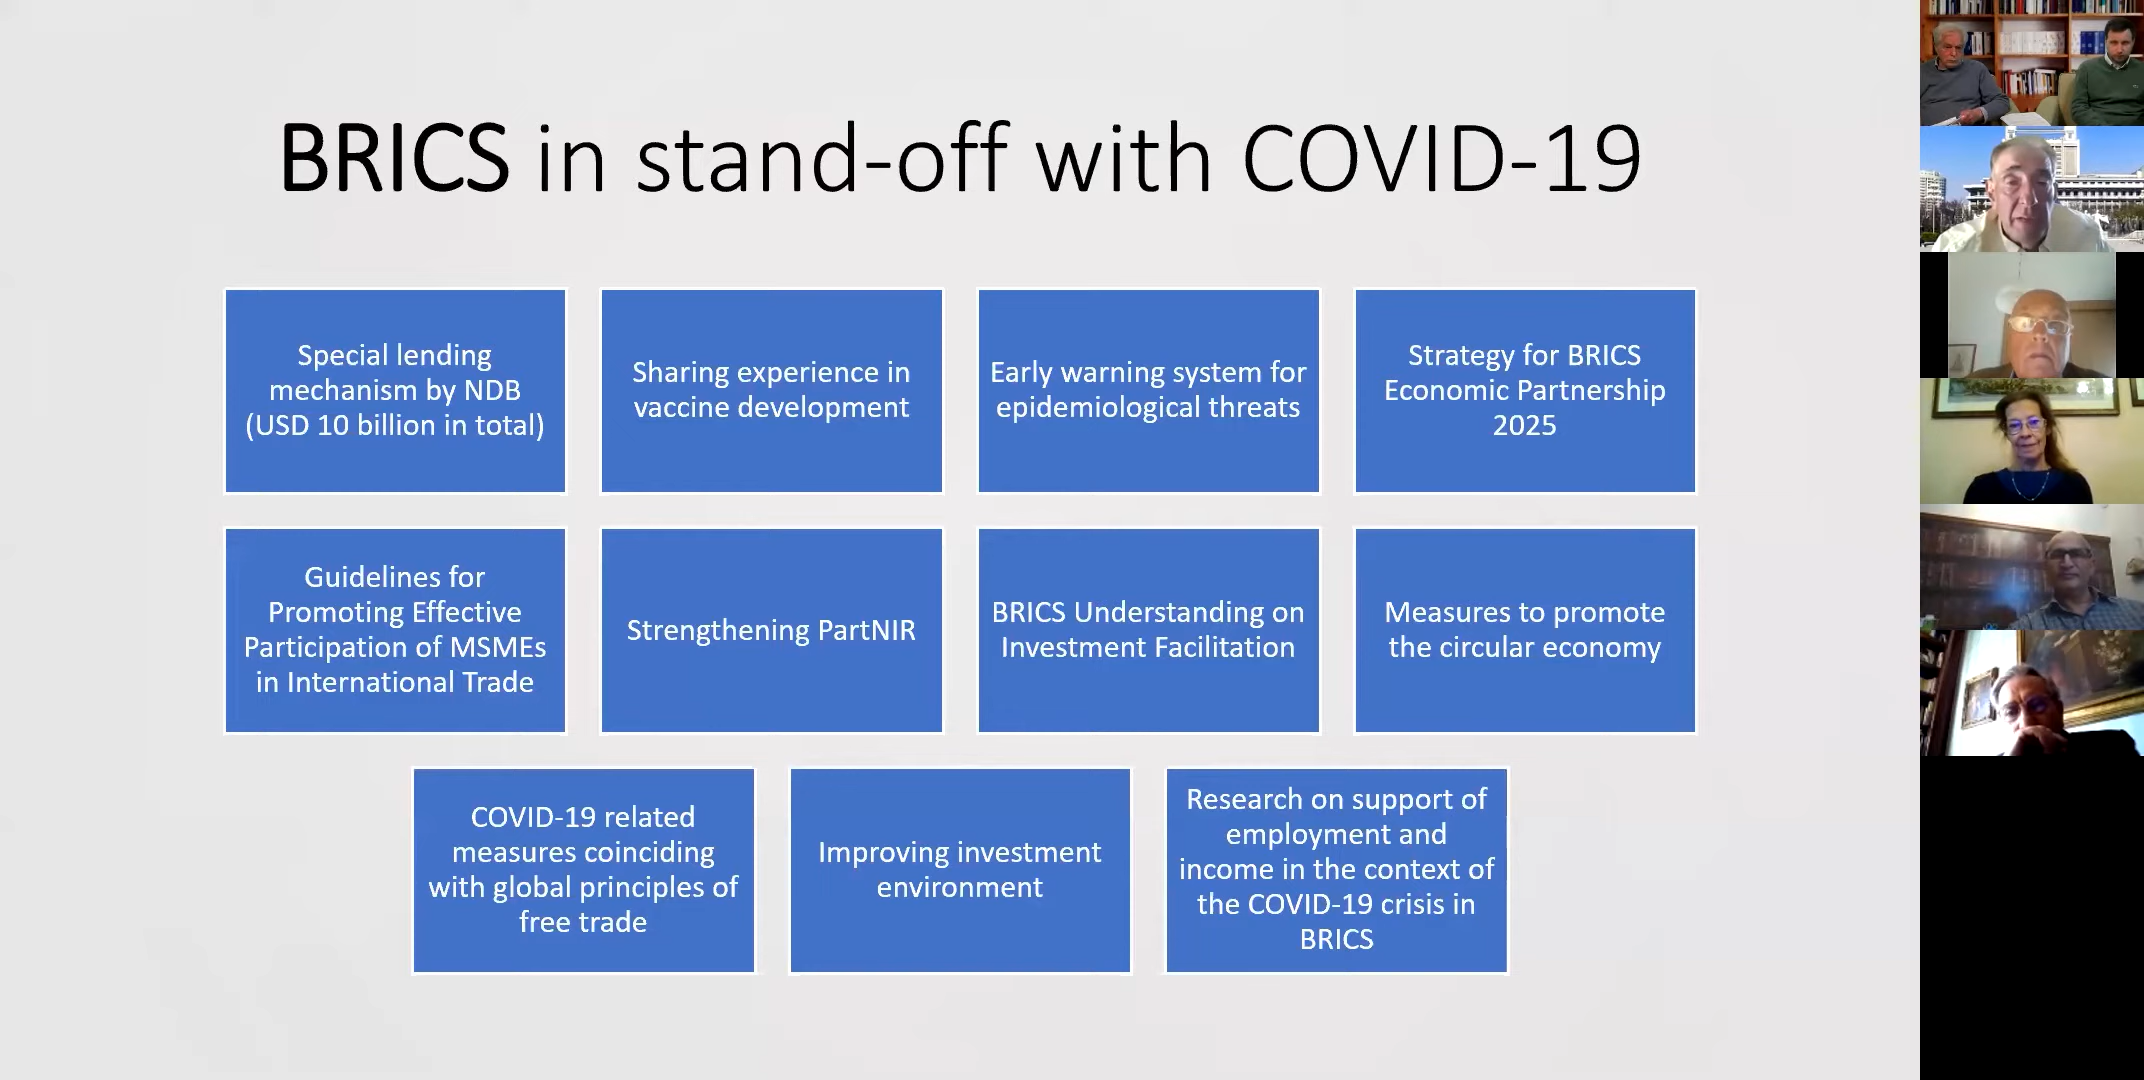 BRICS in stand-off with COVID-19
Special lending
mechanism by NDB
(USD 10 billion in total)
Sharing experience in
vaccine development
Early warning system for
epidemiological threats
Strategy for BRICS
Economic Partnership
2025
Guidelines for
Promoting Effective
Participation of MSMEs
in International Trade
Strengthening PartNIR
BRICS Understanding on
Investment Facilitation
Measures to promote
the circular economy
COVID-19 related
measures coinciding
with global principles of
free trade
Improving investment
environment
Research on support of
employment and
income in the context of
the COVID-19 crisis in
BRICS